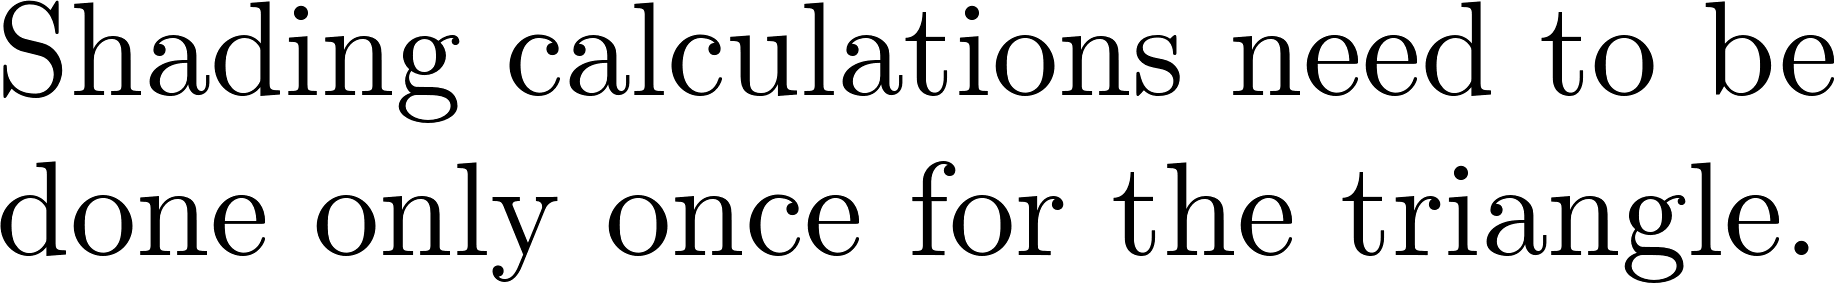 Shading calculations need to be
done only once for the triangle.